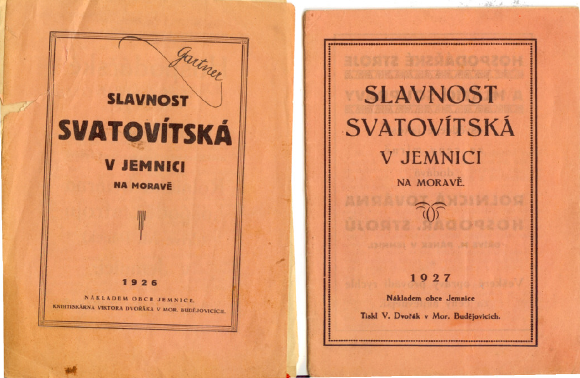 Gartner
SLAVNOST
SVATOVÍTSKÁ
V JEMNICI
NA MORAVĚ
1926
NÁKLADEM OBCE JEMNICE.
KNIHTISKÁRNA VIKTORA DVOŘÁKA V MOR. BUDĚJOVICÍCH.
SLAVNOST
SVATOVÍTSKÁ
V JEMNICI
NA MORAVĚ.
1927
Nákladem obce Jemnice
Tiskl V. Dvořák v Mor. Budějovicích.